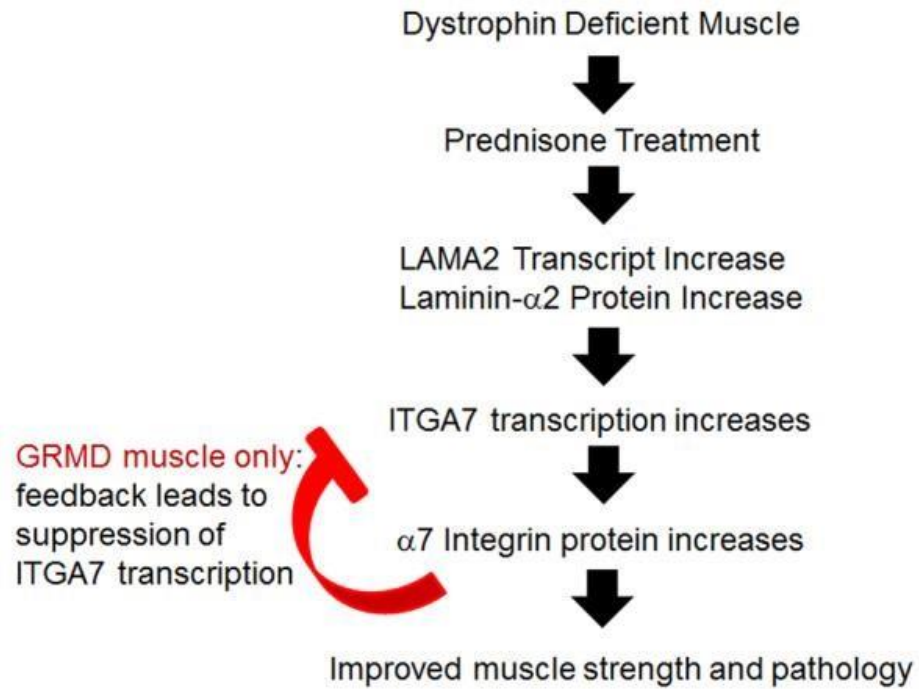 Dystrophin Deficient Muscle
Prednisone Treatment
LAMA2 Transcript Increase
Laminin-α2 Protein Increase
ITGA7 transcription increases
GRMD muscle only:
feedback leads to
suppression of
ITGA7 transcription
α7 Integrin protein increases
Improved muscle strength and pathology